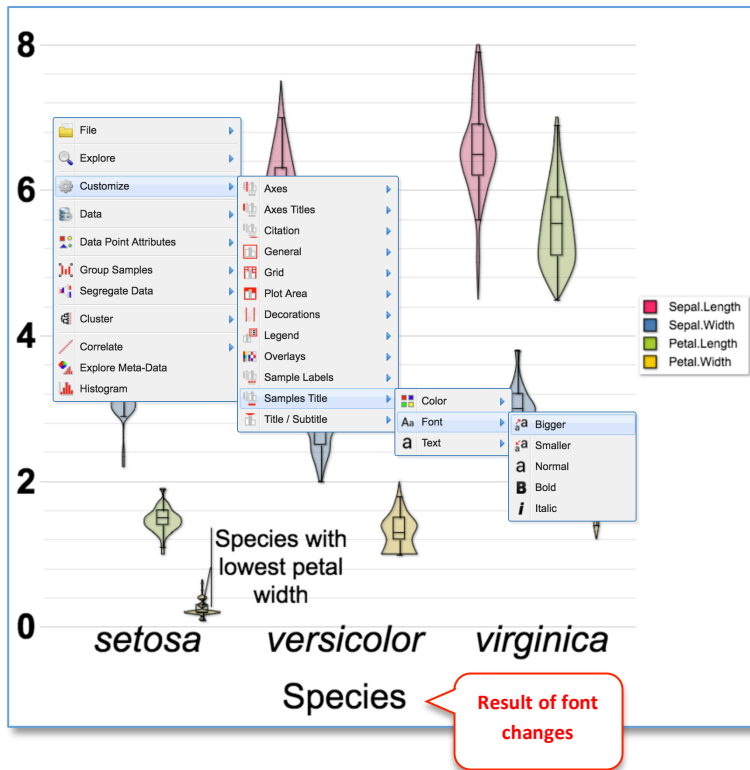 8
6
4
2
0
File
Explore
Customize
Data
Data Point Attributes
Group Samples
Segregate Data
Cluster
Correlate
Explore Meta-Data
Histogram
Axes
Axes Titles
Citation
General
Grid
Plot Area
Decorations
Legend
Overlays
Sample Labels
Samples Title
Title / Subtitle
Color
Aa Font
a Text
a a Bigger
a a Smaller
a Normal
B Bold
i Italic
Sepal.Length
Sepal.Width
Petal.Length
Petal.Width
Species with
lowest petal
width
setosa versicolor virginica
Species
Result of font
changes